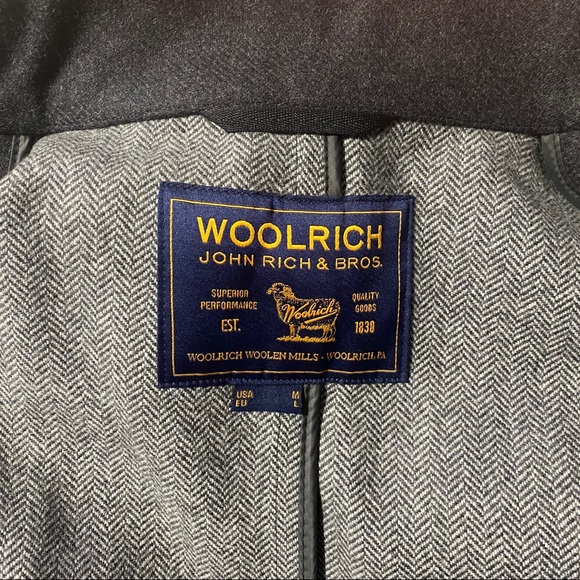 WOOLRICH
JOHN RICH & BROS.
SUPERIOR PERFORMANCE
QUALITY GOODS
Woolrich
EST.
1830
WOOLRICH WOOLEN MILLS - WOOLRICH, PA
USA M
EU L